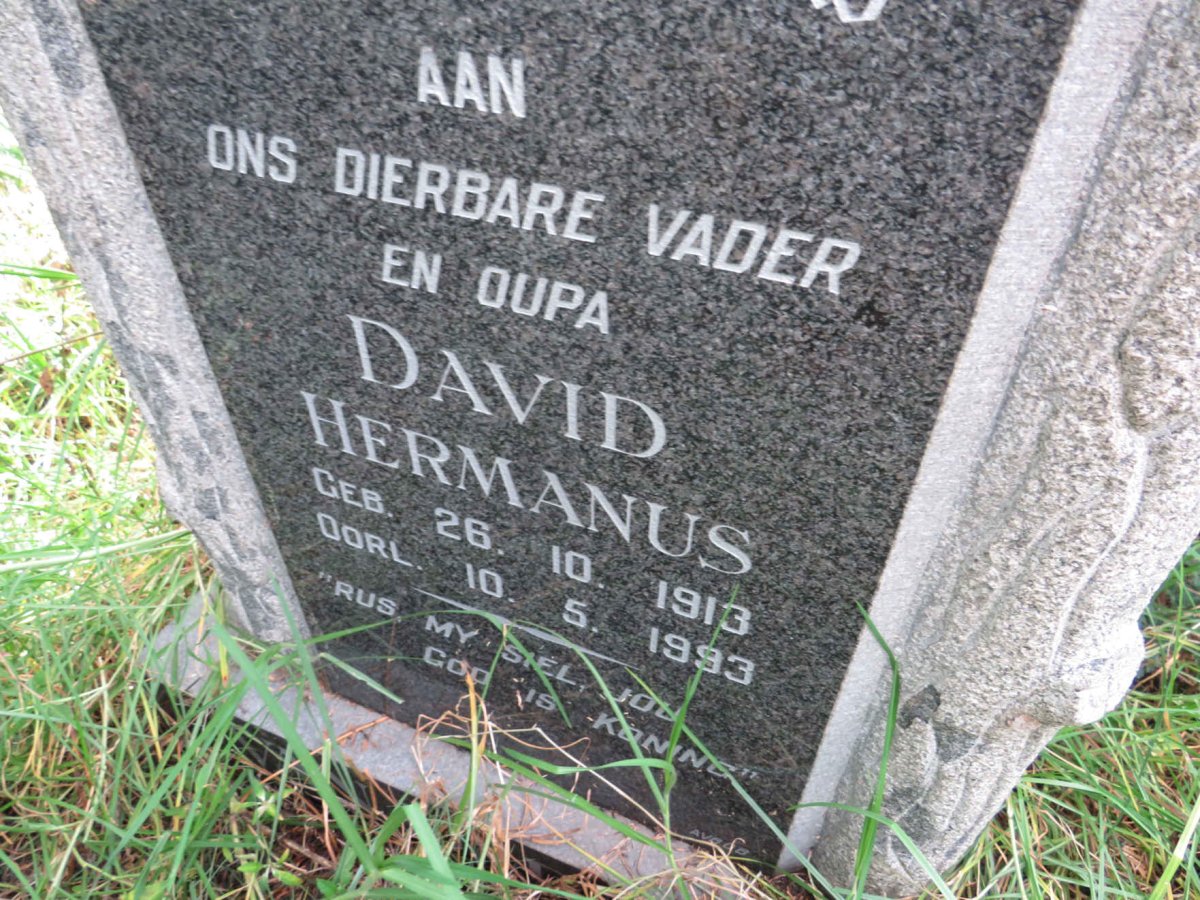 AAN
ONS DIERBARE VADER
EN OUPA
DAVID
HERMANUS
GEB. 26. 10. 1913
OORL. 10. 5. 1993
"RUS, MY SIEL, JOU
GOD IS KONING"